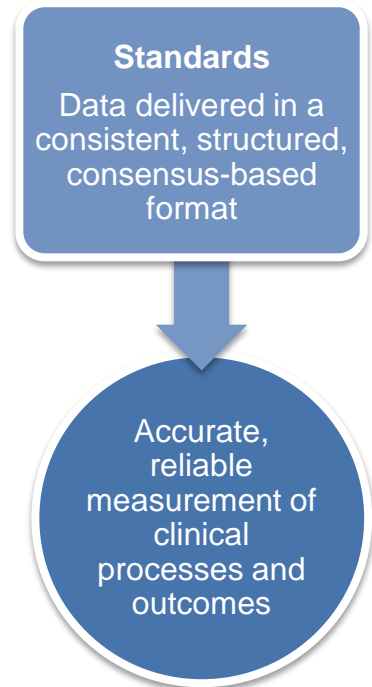 Standards
Data delivered in a
consistent, structured,
consensus-based
format
Accurate,
reliable
measurement of
clinical
processes and
outcomes